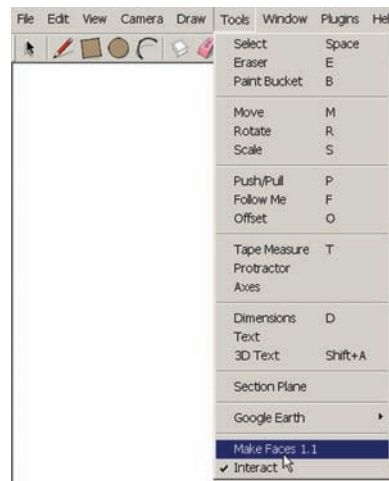 File Edit View Camera Draw Tools Window Plugins Hel
Select Space
Eraser E
Paint Bucket B
Move M
Rotate R
Scale S
Push/Pull P
Follow Me F
Offset O
Tape Measure T
Protractor
Axes
Dimensions D
Text
3D Text Shift+A
Section Plane
Google Earth
Make Faces 1.1
Interact